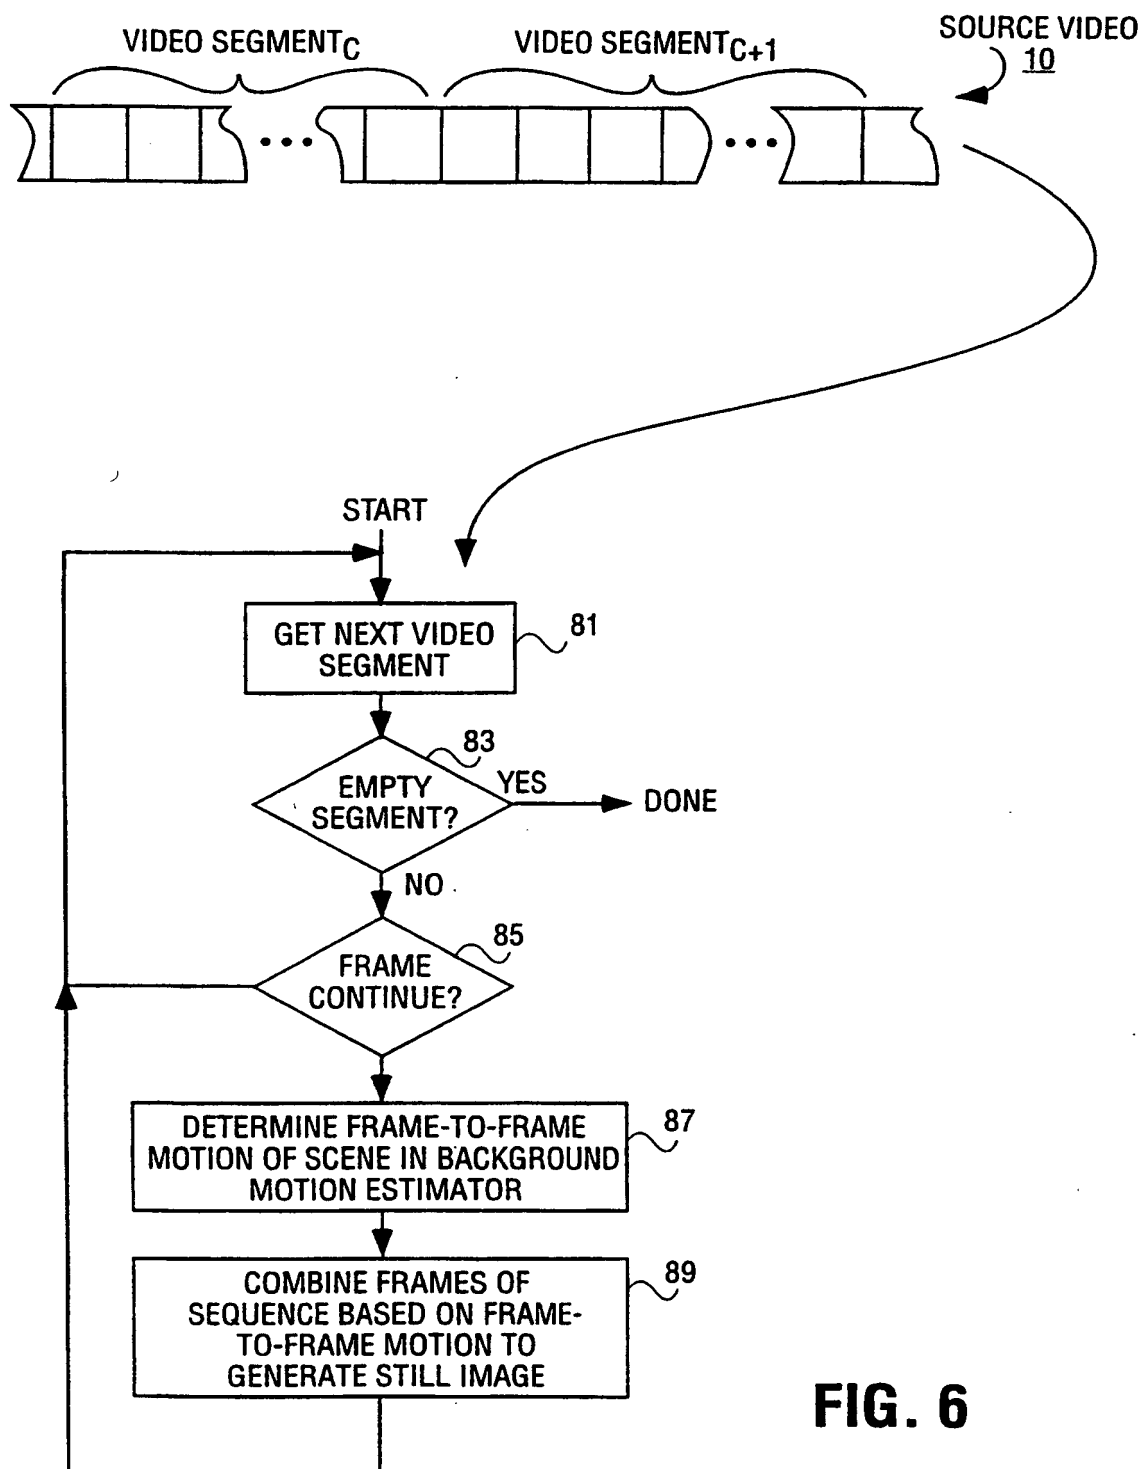 VIDEO SEGMENTC
VIDEO SEGMENTC+1
SOURCE VIDEO
10
START
GET NEXT VIDEO
SEGMENT
81
83
EMPTY
SEGMENT?
YES
DONE
NO
85
FRAME
CONTINUE?
DETERMINE FRAME-TO-FRAME
MOTION OF SCENE IN BACKGROUND
MOTION ESTIMATOR
87
COMBINE FRAMES OF
SEQUENCE BASED ON FRAME-
TO-FRAME MOTION TO
GENERATE STILL IMAGE
89
FIG. 6